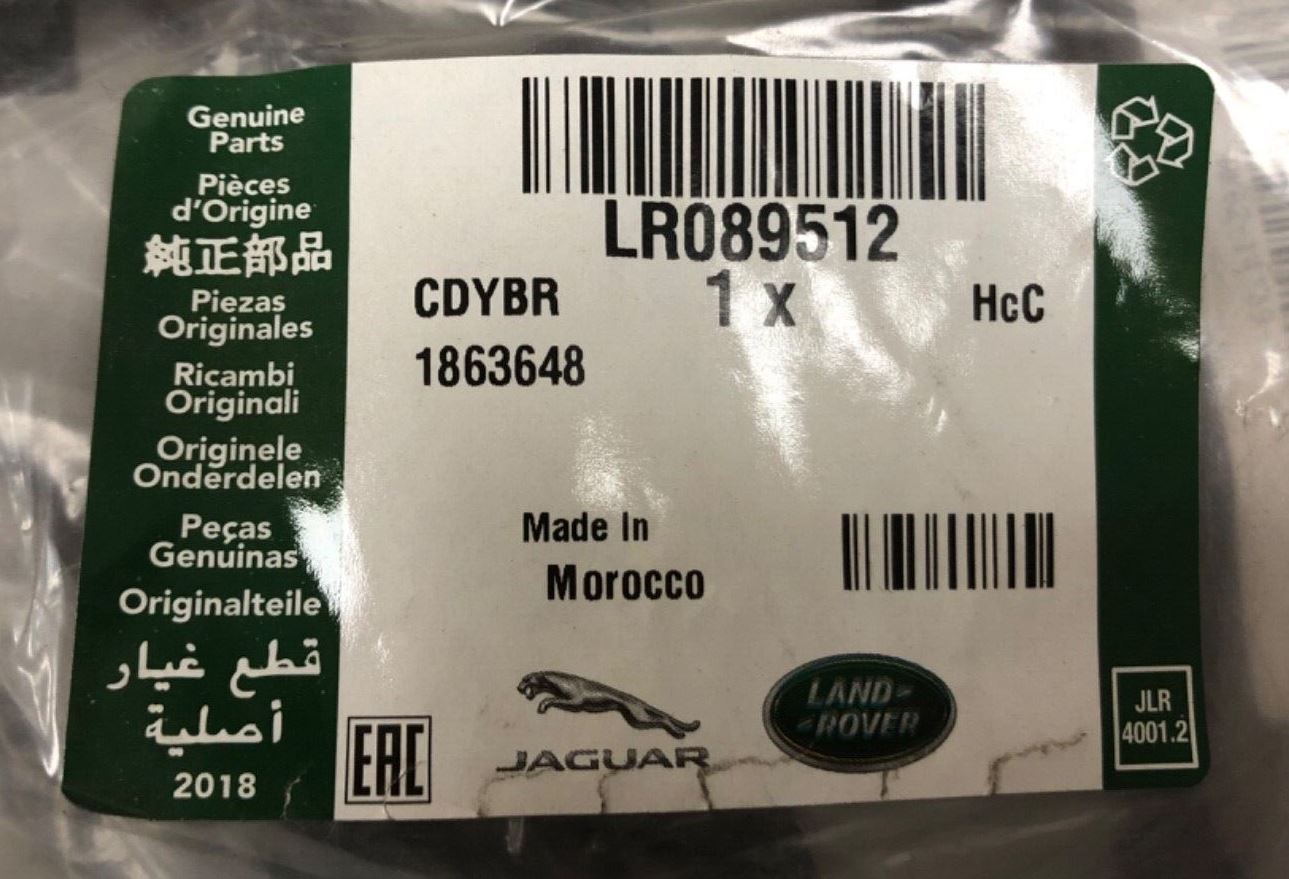 Genuine
Parts
Pièces
d'Origine
純正部品
Piezas
Originales
Ricambi
Originali
Originele
Onderdelen
Peças
Genuinas
Originalteile
قطع غيار
أصلية
2018
LR089512
CDYBR 1 x HcC
1863648
Made In
Morocco
EAC
JAGUAR
LAND-
-ROVER
JLR
4001.2